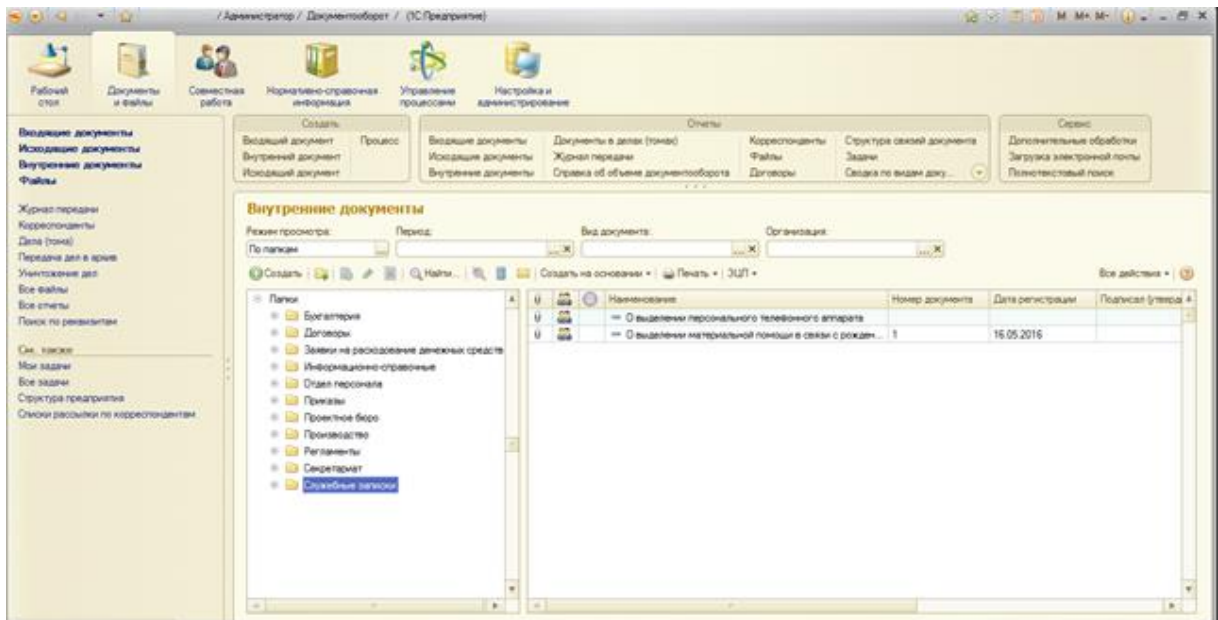 / Администратор / Документооборот / (1С:Предприятие)
M M+ M-
Рабочий стол
Документы и файлы
Совместная работа
Нормативно-справочная информация
Управление процессами
Настройка и администрирование
Входящие документы
Исходящие документы
Внутренние документы
Файлы
Журнал передачи
Корреспонденты
Дела (тома)
Передача дел в архив
Уничтожение дел
Все файлы
Все отчеты
Поиск по реквизитам
См. также
Мои задачи
Все задачи
Структура предприятия
Списки рассылки по корреспондентам
Создать
Входящий документ Процесс
Внутренний документ
Исходящий документ
Отчеты
Входящие документы Документы в делах (томах) Корреспонденты Структура связей документа
Исходящие документы Журнал передачи Файлы Задачи
Внутренние документы Справка об объеме документооборота Договоры Сводка по видам доку...
Сервис
Дополнительные обработки
Загрузка электронной почты
Полнотекстовый поиск
Внутренние документы
Режим просмотра: Период: Вид документа: Организация:
По папкам
Создать Найти... Создать на основании Печать ЭЦП Все действия
Папки
Бухгалтерия
Договоры
Заявки на расходование денежных средств
Информационно-справочные
Отдел персонала
Приказы
Проектное бюро
Производство
Регламенты
Секретариат
Служебные записки
Наименование Номер документа Дата регистрации Подписал (утверд
О выделении персонального телефонного аппарата
О выделении материальной помощи в связи с рожден... 1 16.05.2016